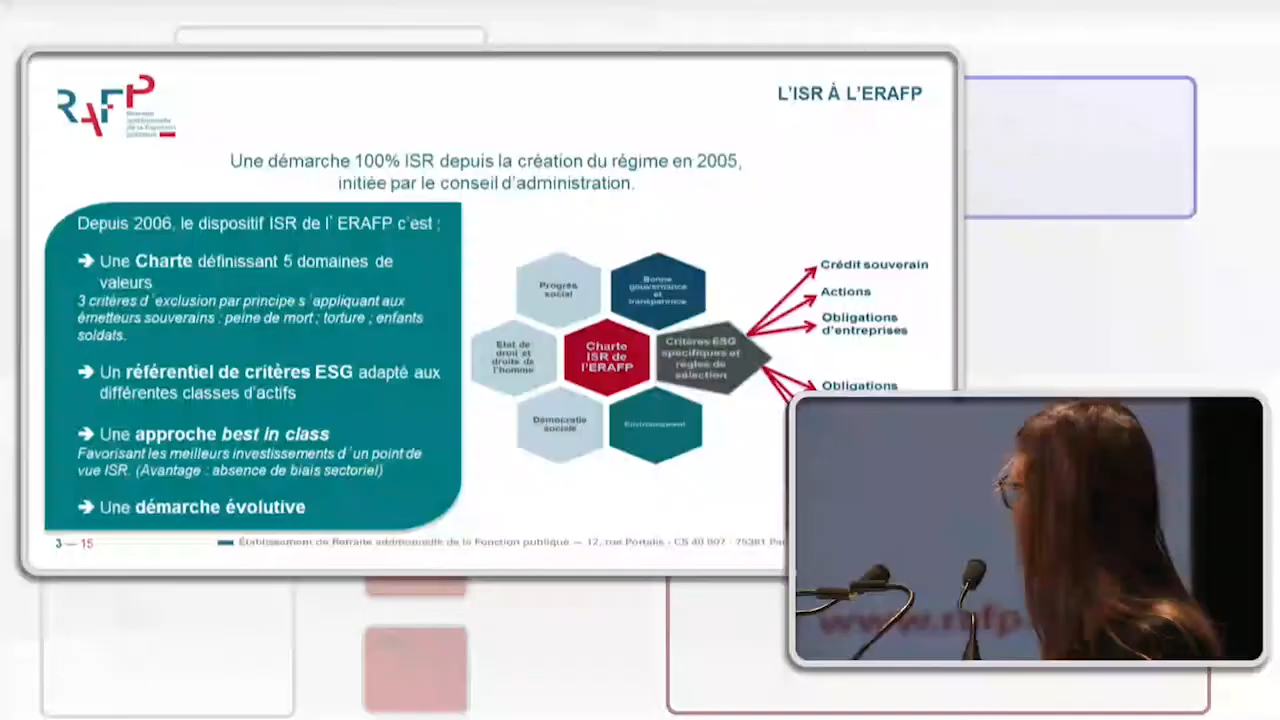 RAFP
L'ISR À L'ERAFP
Une démarche 100% ISR depuis la création du régime en 2005,
initiée par le conseil d'administration.
Depuis 2006, le dispositif ISR de l' ERAFP c'est :
➔ Une Charte définissant 5 domaines de
valeurs
3 critères d 'exclusion par principe s 'appliquant aux
émetteurs souverains : peine de mort ; torture ; enfants
soldats.
➔ Un référentiel de critères ESG adapté aux
différentes classes d'actifs
➔ Une approche best in class
Favorisant les meilleurs investissements d 'un point de
vue ISR. (Avantage : absence de biais sectoriel)
➔ Une démarche évolutive
Progrès
social
Bonne
gouvernance
et
transparence
Etat de
droit et
droits de
l'homme
Charte
ISR de
l'ERAFP
Critères ESG
spécifiques et
règles de
sélection
Démocratie
sociale
Environnement
Crédit souverain
Actions
Obligations
d'entreprises
Obligations
3 — 15
Établissement de Retraite additionnelle de la Fonction publique — 12, rue Portalis - CS 40 007 - 75381
www.rafp